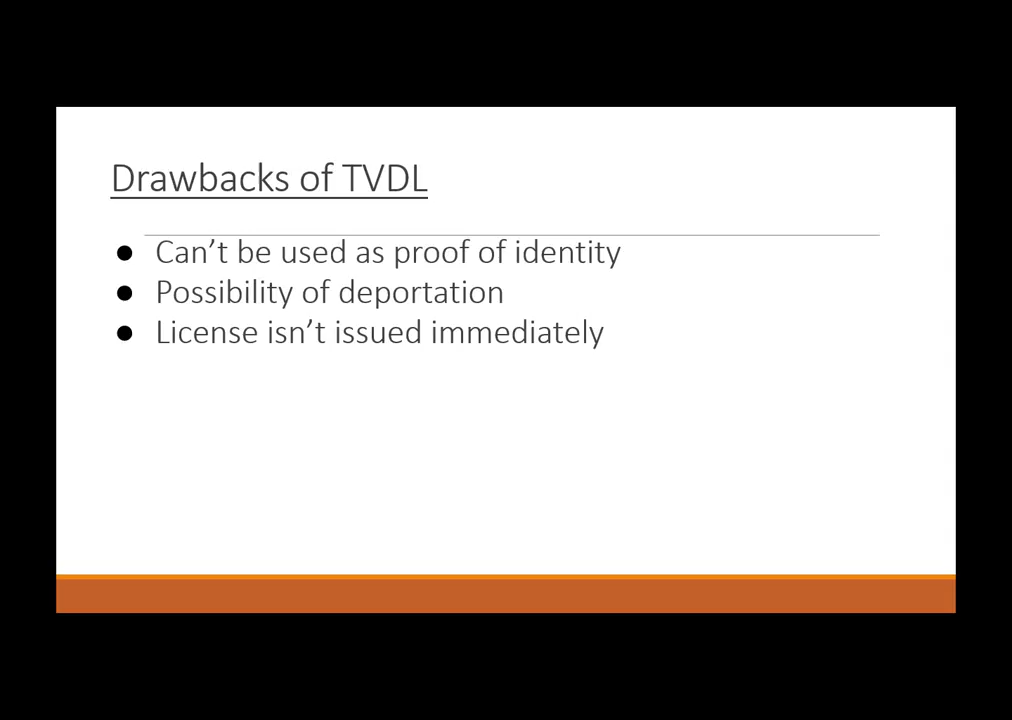 Drawbacks of TVDL
● Can’t be used as proof of identity
● Possibility of deportation
● License isn’t issued immediately